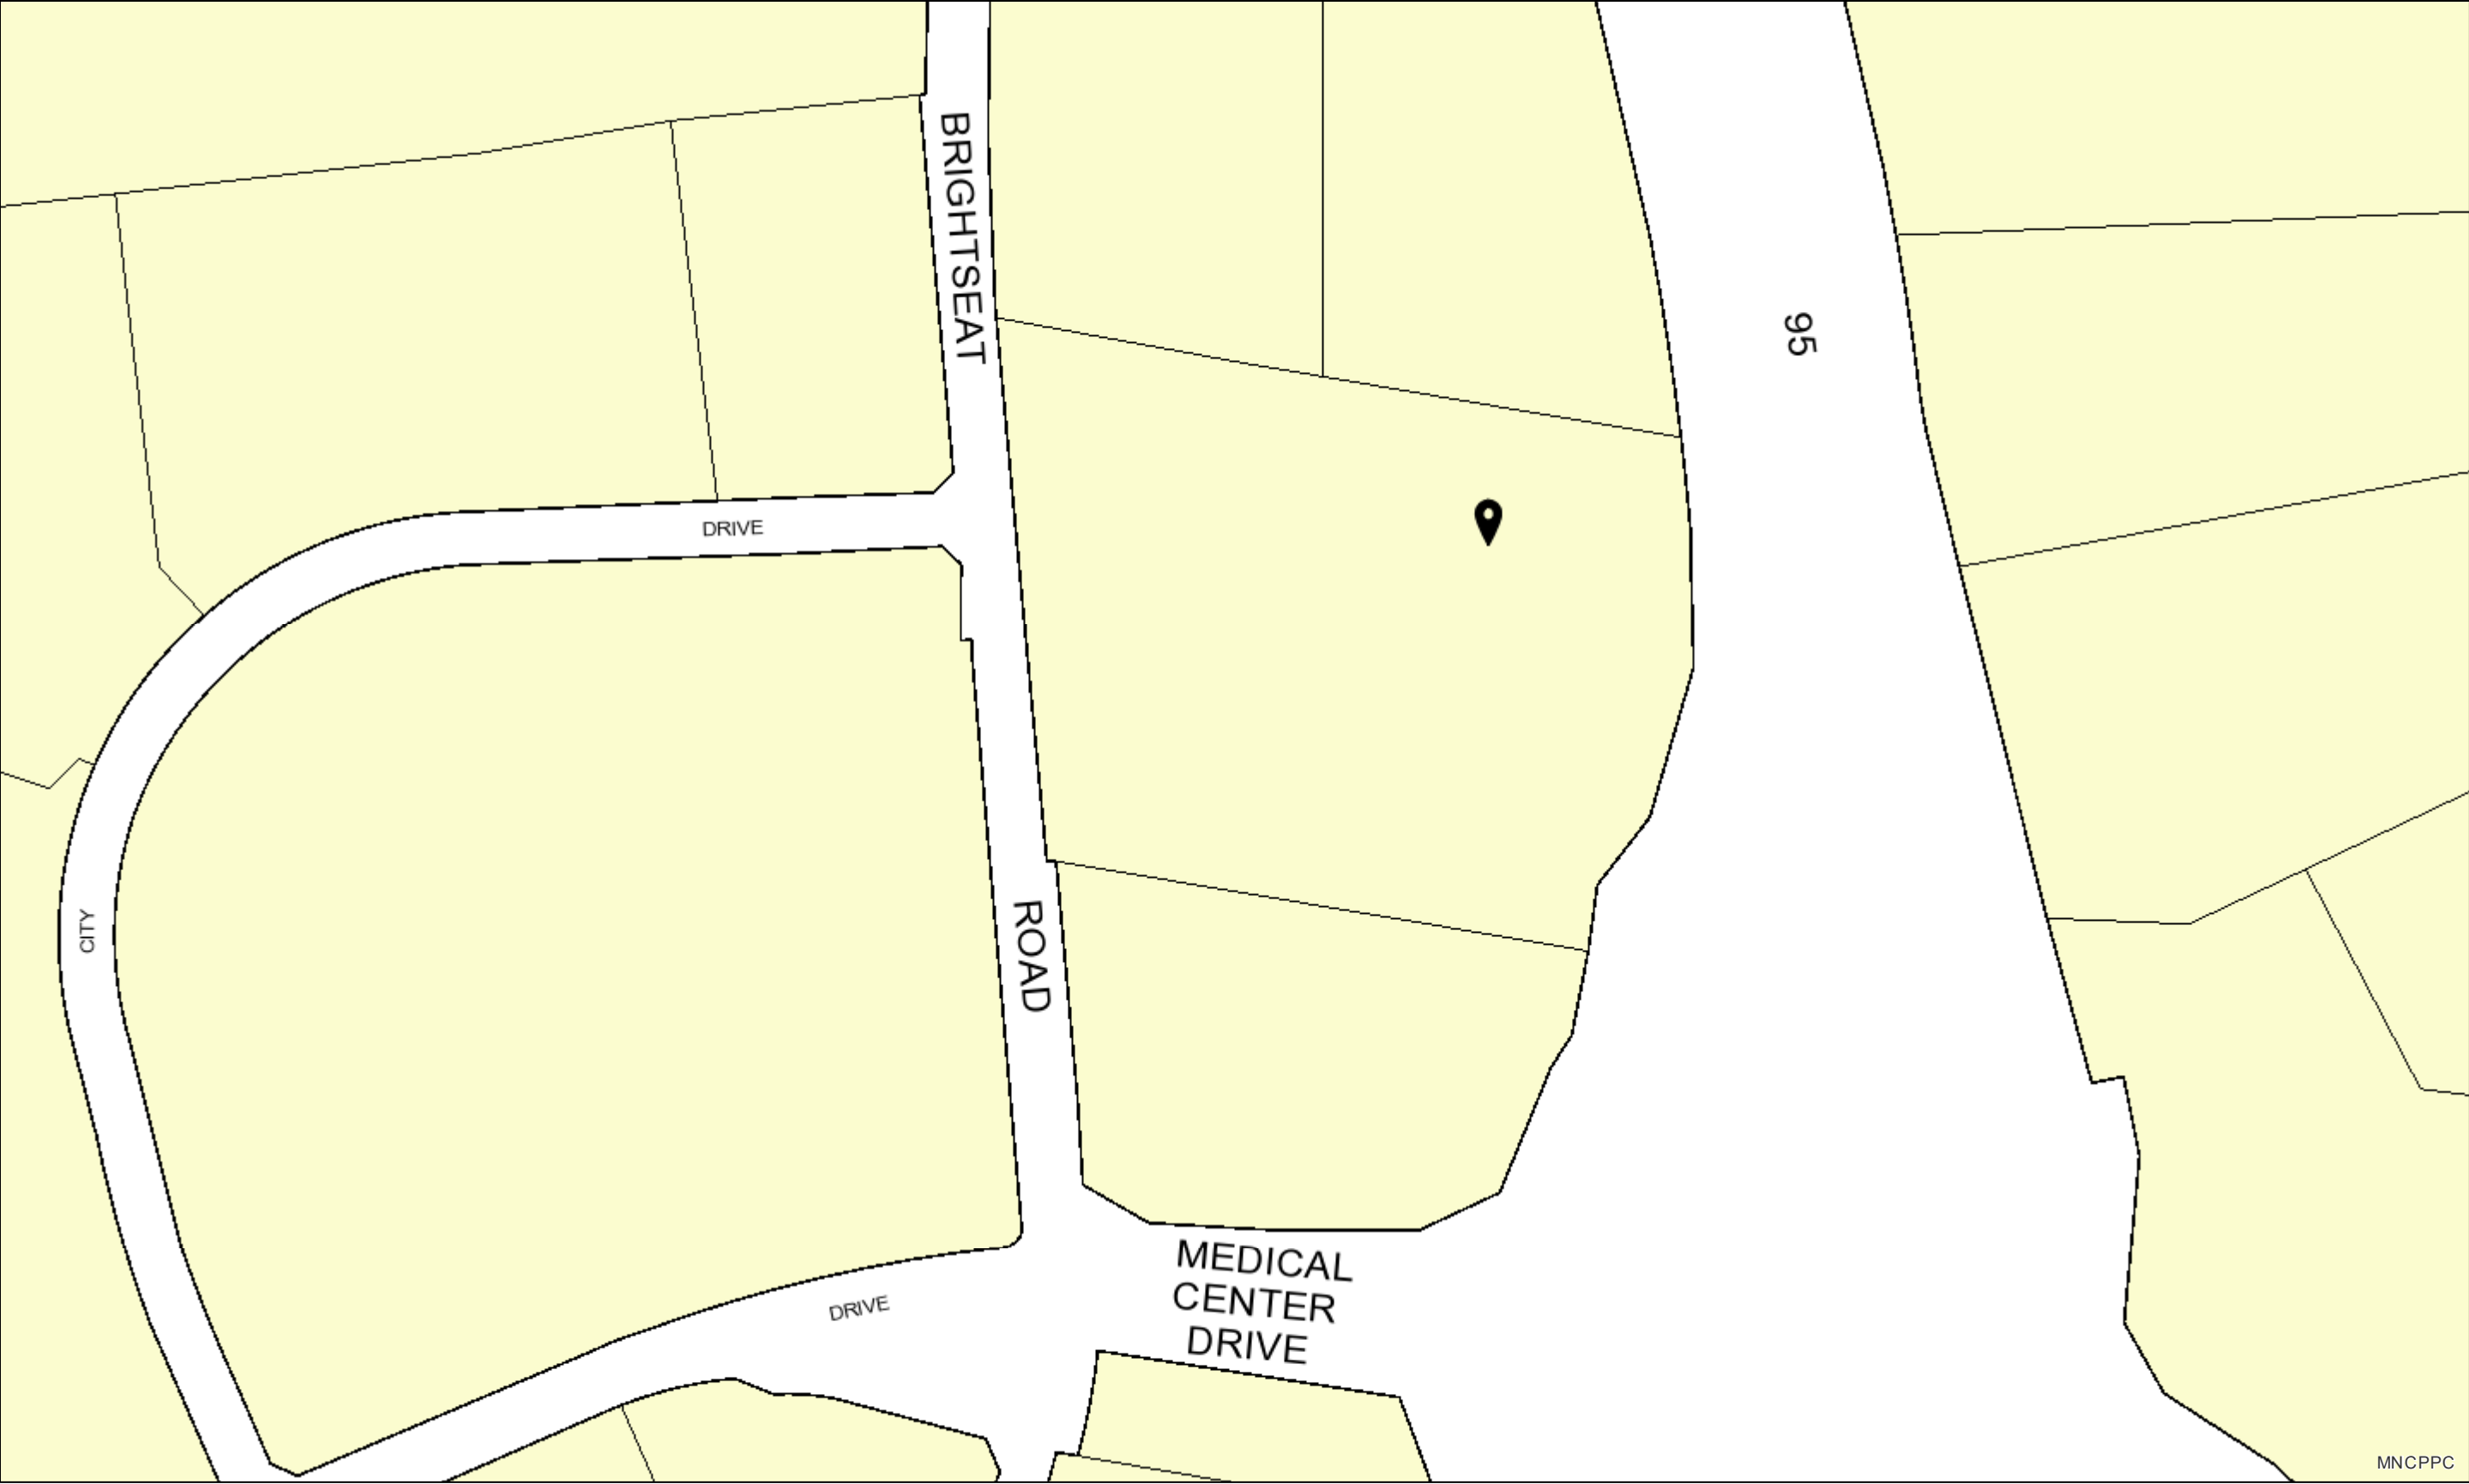 BRIGHTSEAT
95
DRIVE
CITY
ROAD
MEDICAL
CENTER
DRIVE
DRIVE
MNCPPC